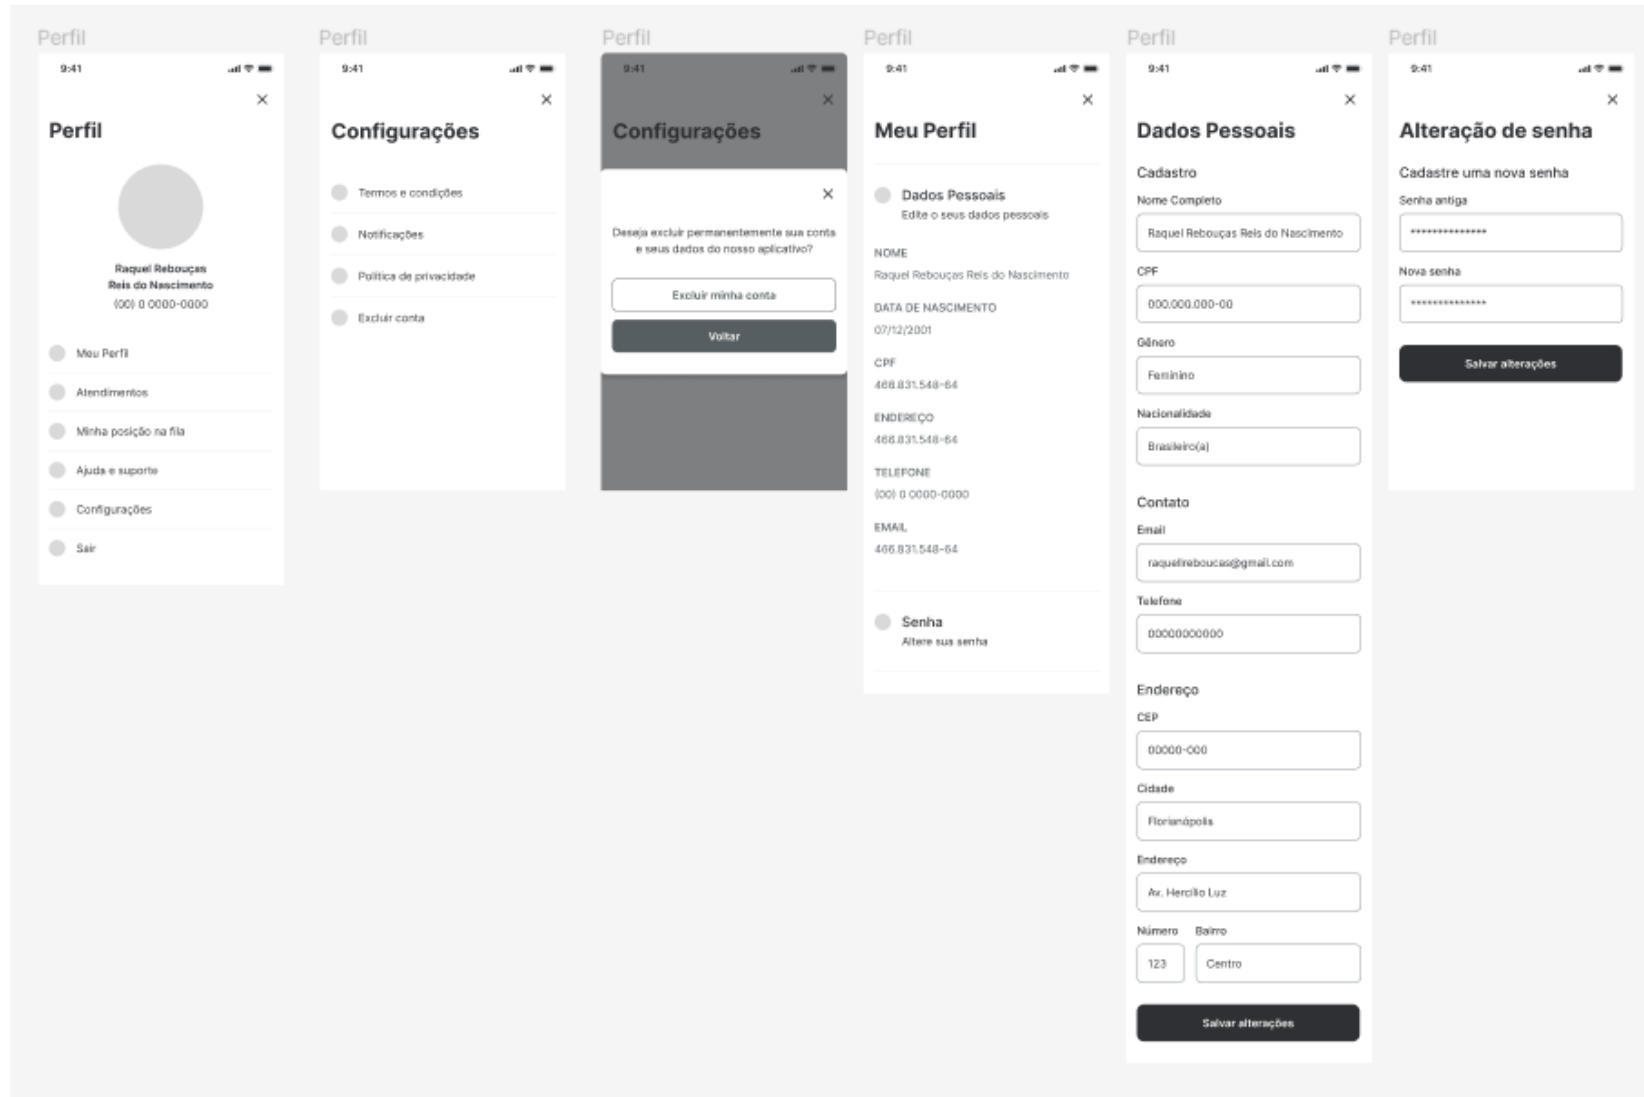 Perfil
9:41
Perfil
Raquel Rebouças
Reis do Nascimento
(00) 0 0000-0000
Meu Perfil
Atendimentos
Minha posição na fila
Ajuda e suporte
Configurações
Sair
Perfil
9:41
Configurações
Termos e condições
Notificações
Política de privacidade
Excluir conta
Perfil
9:41
Configurações
Deseja excluir permanentemente sua conta
e seus dados do nosso aplicativo?
Excluir minha conta
Voltar
Perfil
9:41
Meu Perfil
Dados Pessoais
Edite o seus dados pessoais
NOME
Raquel Rebouças Reis do Nascimento
DATA DE NASCIMENTO
07/12/2001
CPF
466.831.548-64
ENDEREÇO
466.831.548-64
TELEFONE
(00) 0 0000-0000
EMAIL
466.831.548-64
Senha
Altere sua senha
Perfil
9:41
Dados Pessoais
Cadastro
Nome Completo
Raquel Rebouças Reis do Nascimento
CPF
000.000.000-00
Gênero
Feminino
Nacionalidade
Brasileiro(a)
Contato
Email
raquelreboucas@gmail.com
Telefone
00000000000
Endereço
CEP
00000-000
Cidade
Florianópolis
Endereço
Av. Hercílio Luz
Número Bairro
123 Centro
Salvar alterações
Perfil
9:41
Alteração de senha
Cadastre uma nova senha
Senha antiga
**************
Nova senha
**************
Salvar alterações